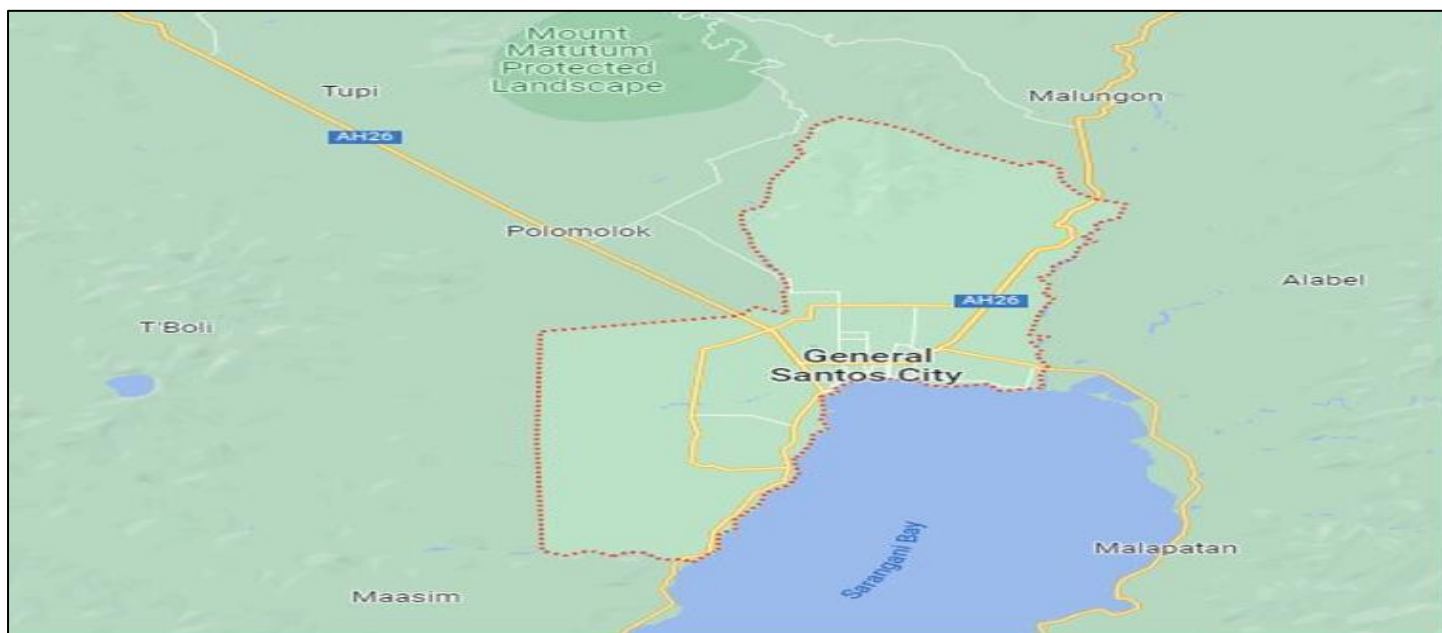 Mount
Matutum
Protected
Landscape
Tupi
Malungon
AH26
Polomolok
Alabel
AH26
T'Boli
General
Santos City
Sarangani Bay
Malapatan
Maasim